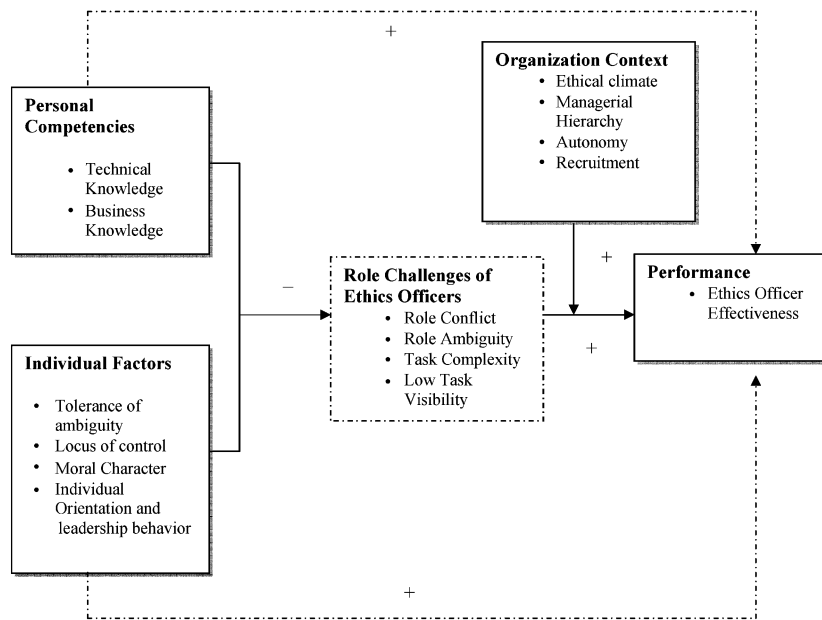 +
Organization Context
• Ethical climate
• Managerial
Hierarchy
• Autonomy
• Recruitment
Personal
Competencies
• Technical
Knowledge
• Business
Knowledge
−
Role Challenges of
Ethics Officers
• Role Conflict
• Role Ambiguity
• Task Complexity
• Low Task
Visibility
+
+
Performance
• Ethics Officer
Effectiveness
Individual Factors
• Tolerance of
ambiguity
• Locus of control
• Moral Character
• Individual
Orientation and
leadership behavior
+